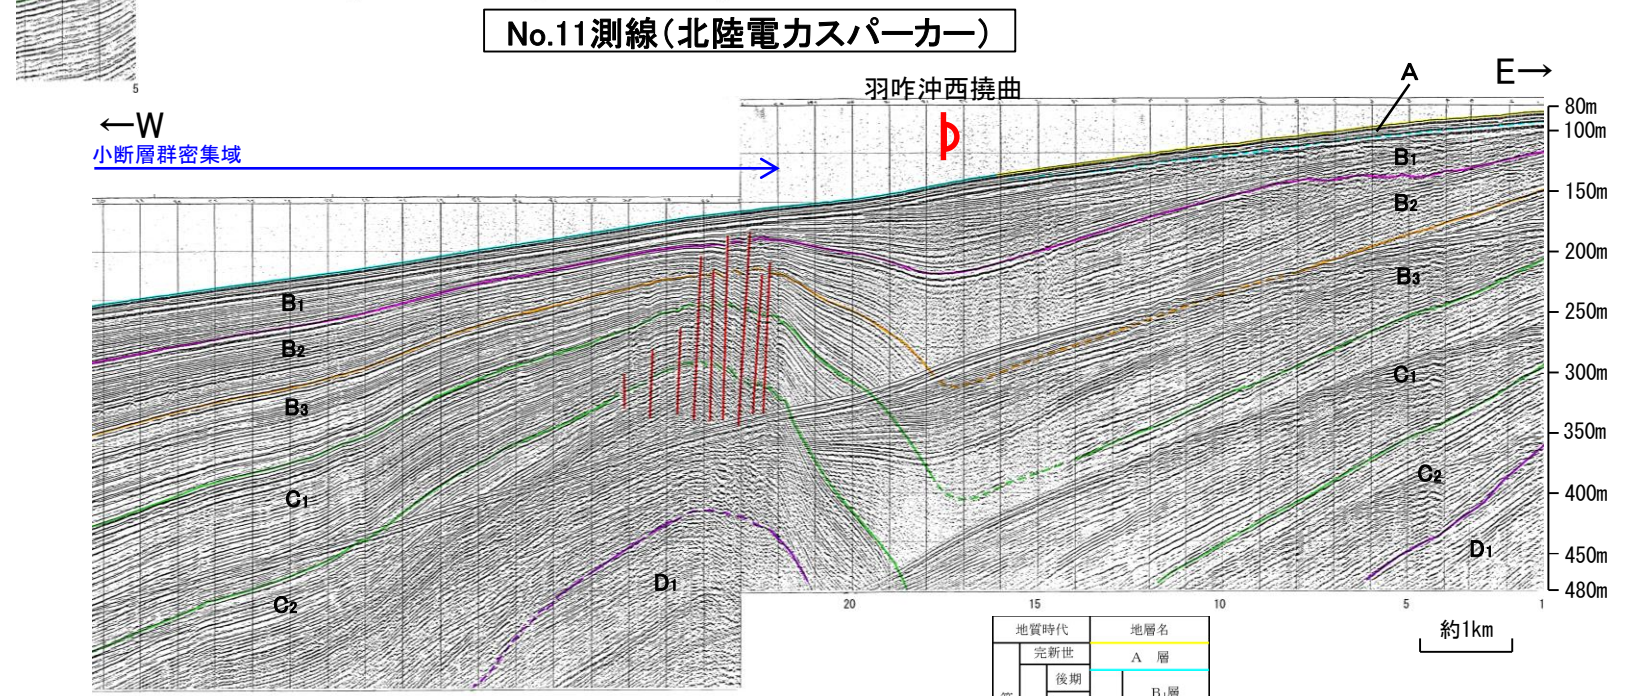 5
No.11測線(北陸電力スパーカー)
羽咋沖西撓曲
A
E→
←W
小断層群密集域
80m
100m
150m
200m
250m
300m
350m
400m
450m
480m
B1
B2
B3
C1
C2
D1
B1
B2
B3
C1
C2
D1
20
15
10
5
1
約1km
地質時代
地層名
完新世
A 層
後期
B1層